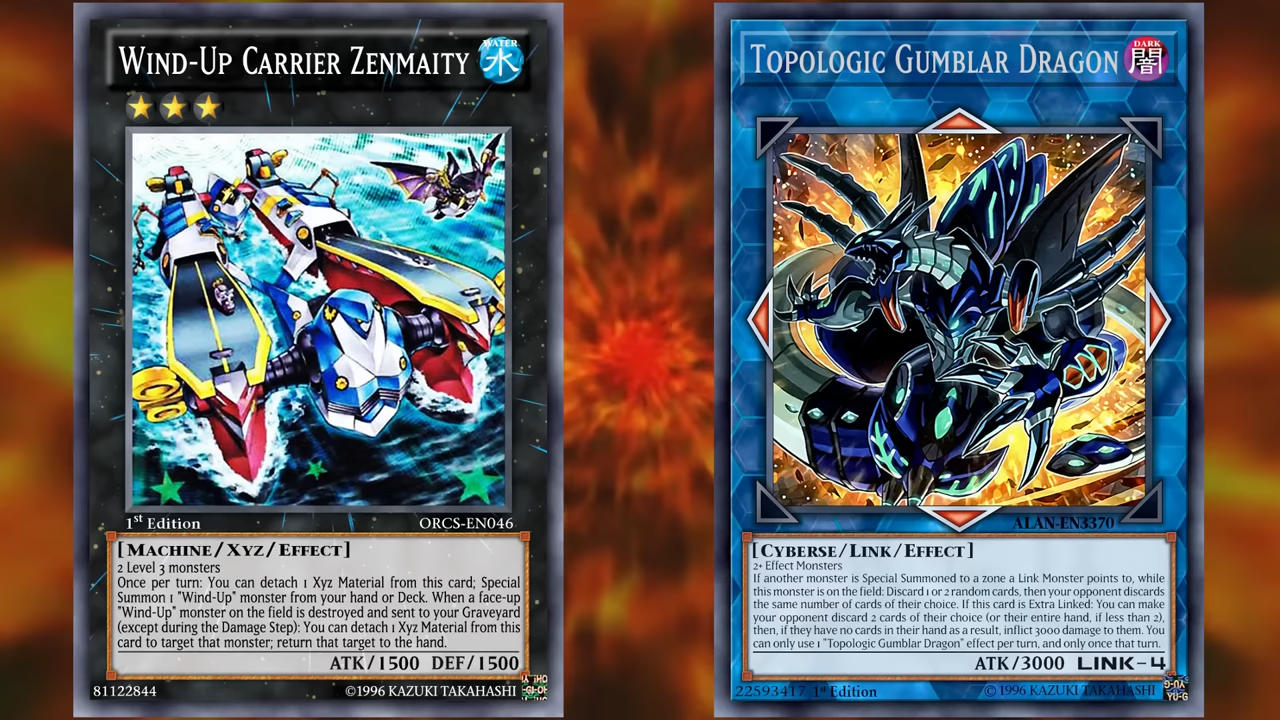 WIND-UP CARRIER ZENMAITY
WATER
水
1st Edition
ORCS-EN046
[MACHINE/XYZ/EFFECT]
2 Level 3 monsters
Once per turn: You can detach 1 Xyz Material from this card; Special
Summon 1 "Wind-Up" monster from your hand or Deck. When a face-up
"Wind-Up" monster on the field is destroyed and sent to your Graveyard
(except during the Damage Step): You can detach 1 Xyz Material from this
card to target that monster; return that target to the hand.
ATK/1500 DEF/1500
81122844
©1996 KAZUKI TAKAHASHI
TOPOLOGIC GUMBLAR DRAGON
DARK
闇
ALAN-EN3370
[CYBERSE/LINK/EFFECT]
2+ Effect Monsters
If another monster is Special Summoned to a zone a Link Monster points to, while
this monster is on the field: Discard 1 or 2 random cards, then your opponent discards
the same number of cards of their choice. If this card is Extra Linked: You can make
your opponent discard 2 cards of their choice (or their entire hand, if less than 2),
then, if they have no cards in their hand as a result, inflict 3000 damage to them. You
can only use 1 "Topologic Gumblar Dragon" effect per turn, and only once that turn.
ATK/3000 LINK-4
22593417 1st Edition
©1996 KAZUKI TAKAHASHI